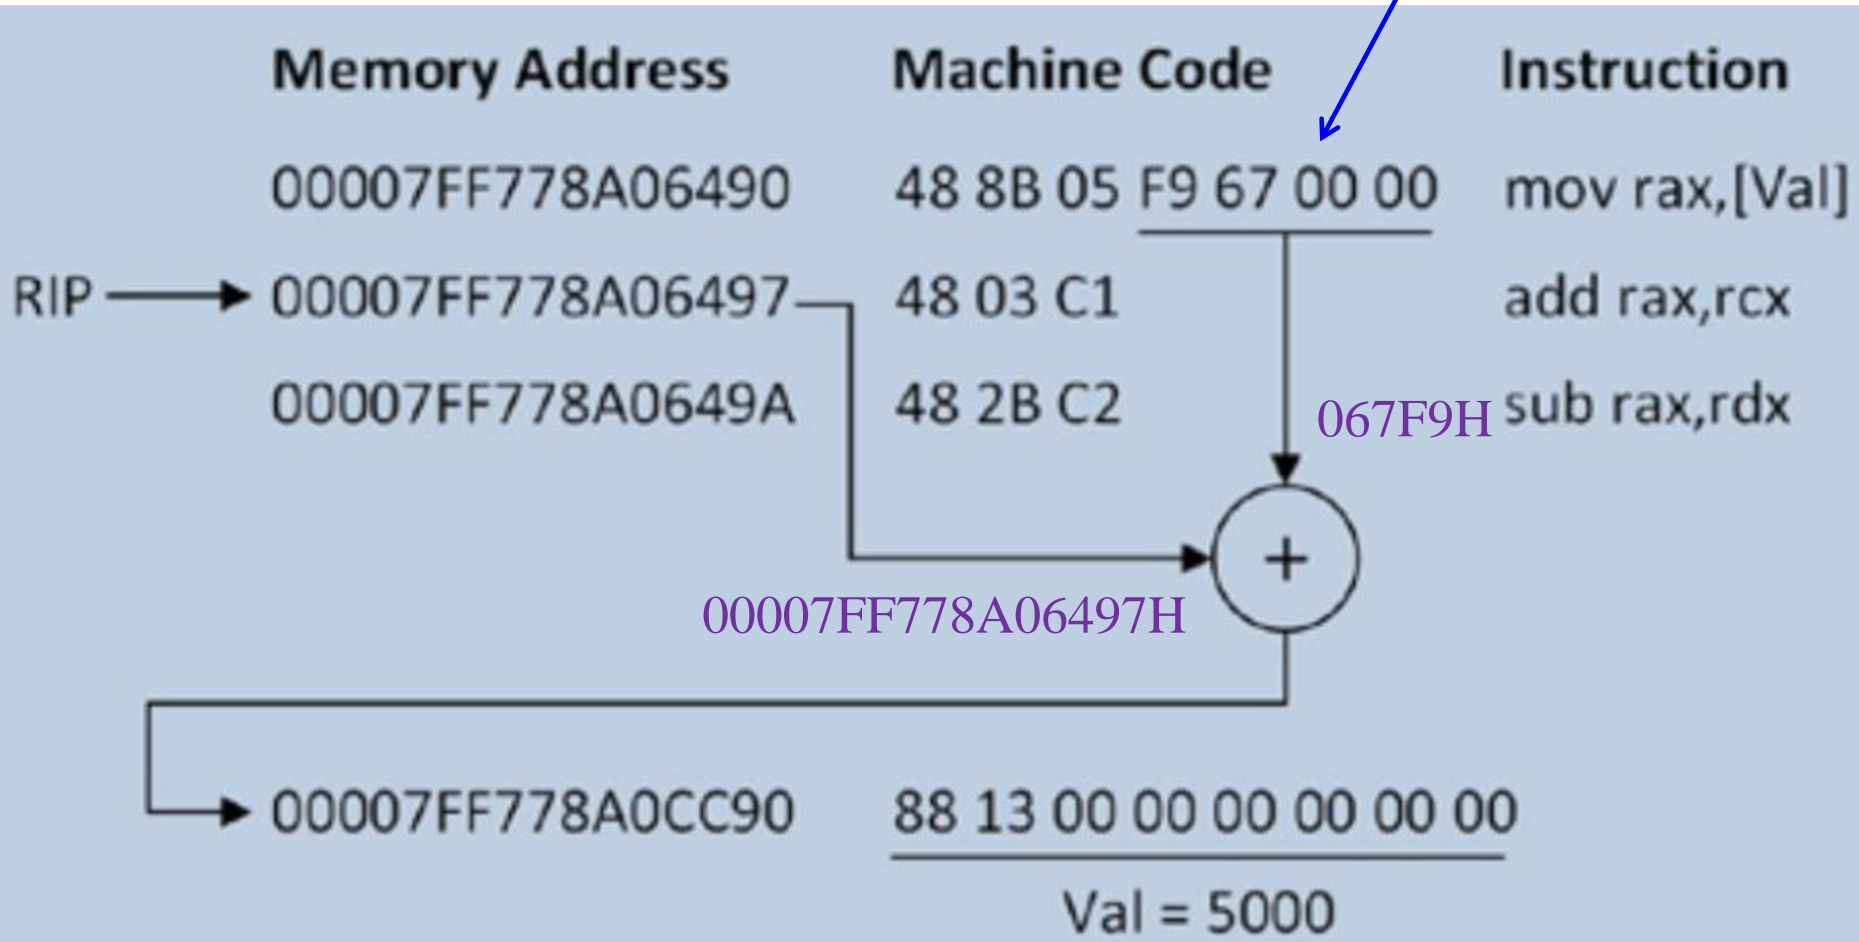 Memory Address Machine Code Instruction
00007FF778A06490 48 8B 05 F9 67 00 00 mov rax,[Val]
RIP 00007FF778A06497 48 03 C1 add rax,rcx
00007FF778A0649A 48 2B C2 sub rax,rdx
067F9H
+
00007FF778A06497H
00007FF778A0CC90 88 13 00 00 00 00 00 00
Val = 5000